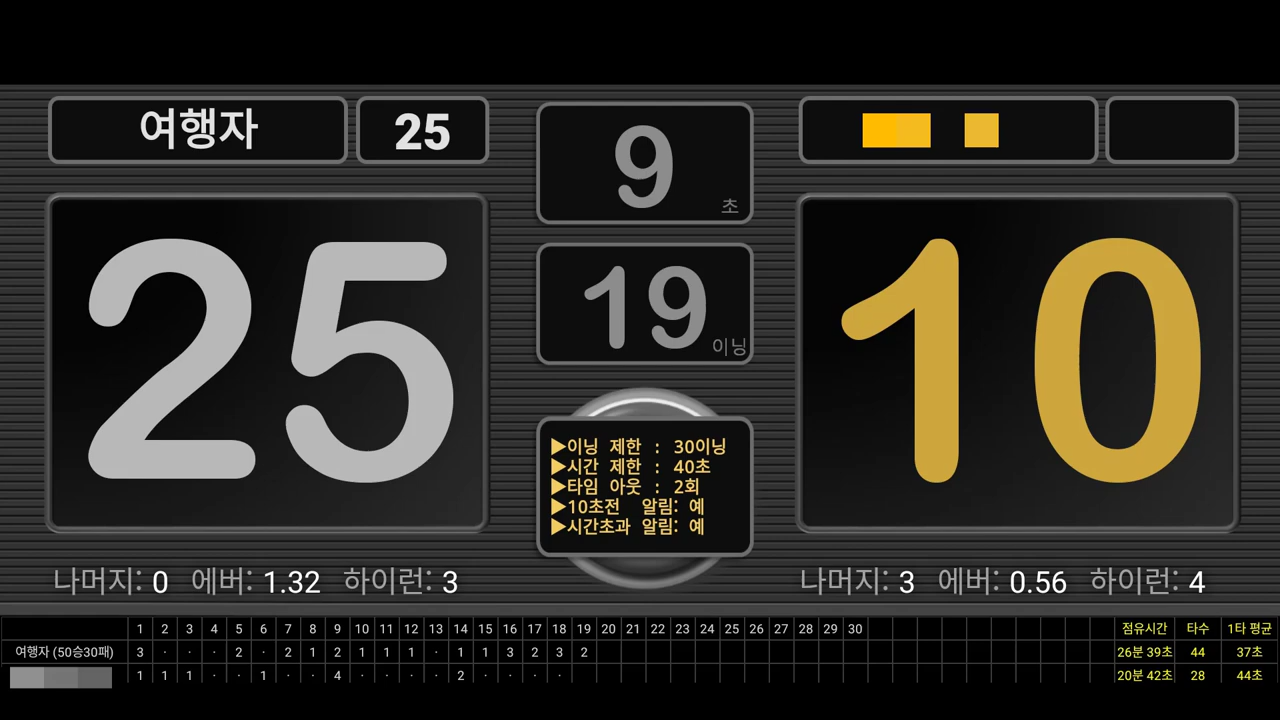 여행자 25
9 초
25
19 이닝
10
▶이닝 제한 : 30이닝
▶시간 제한 : 40초
▶타임 아웃 : 2회
▶10초전 알림: 예
▶시간초과 알림: 예
나머지: 0 에버: 1.32 하이런: 3
나머지: 3 에버: 0.56 하이런: 4
1 2 3 4 5 6 7 8 9 10 11 12 13 14 15 16 17 18 19 20 21 22 23 24 25 26 27 28 29 30 점유시간 타수 1타 평균
여행자 (50승30패) 3 · · · 2 · 2 1 2 1 1 1 · 1 1 3 2 3 2 26분 39초 44 37초
1 1 1 · · 1 · · 4 · · · · 2 · · · · 20분 42초 28 44초